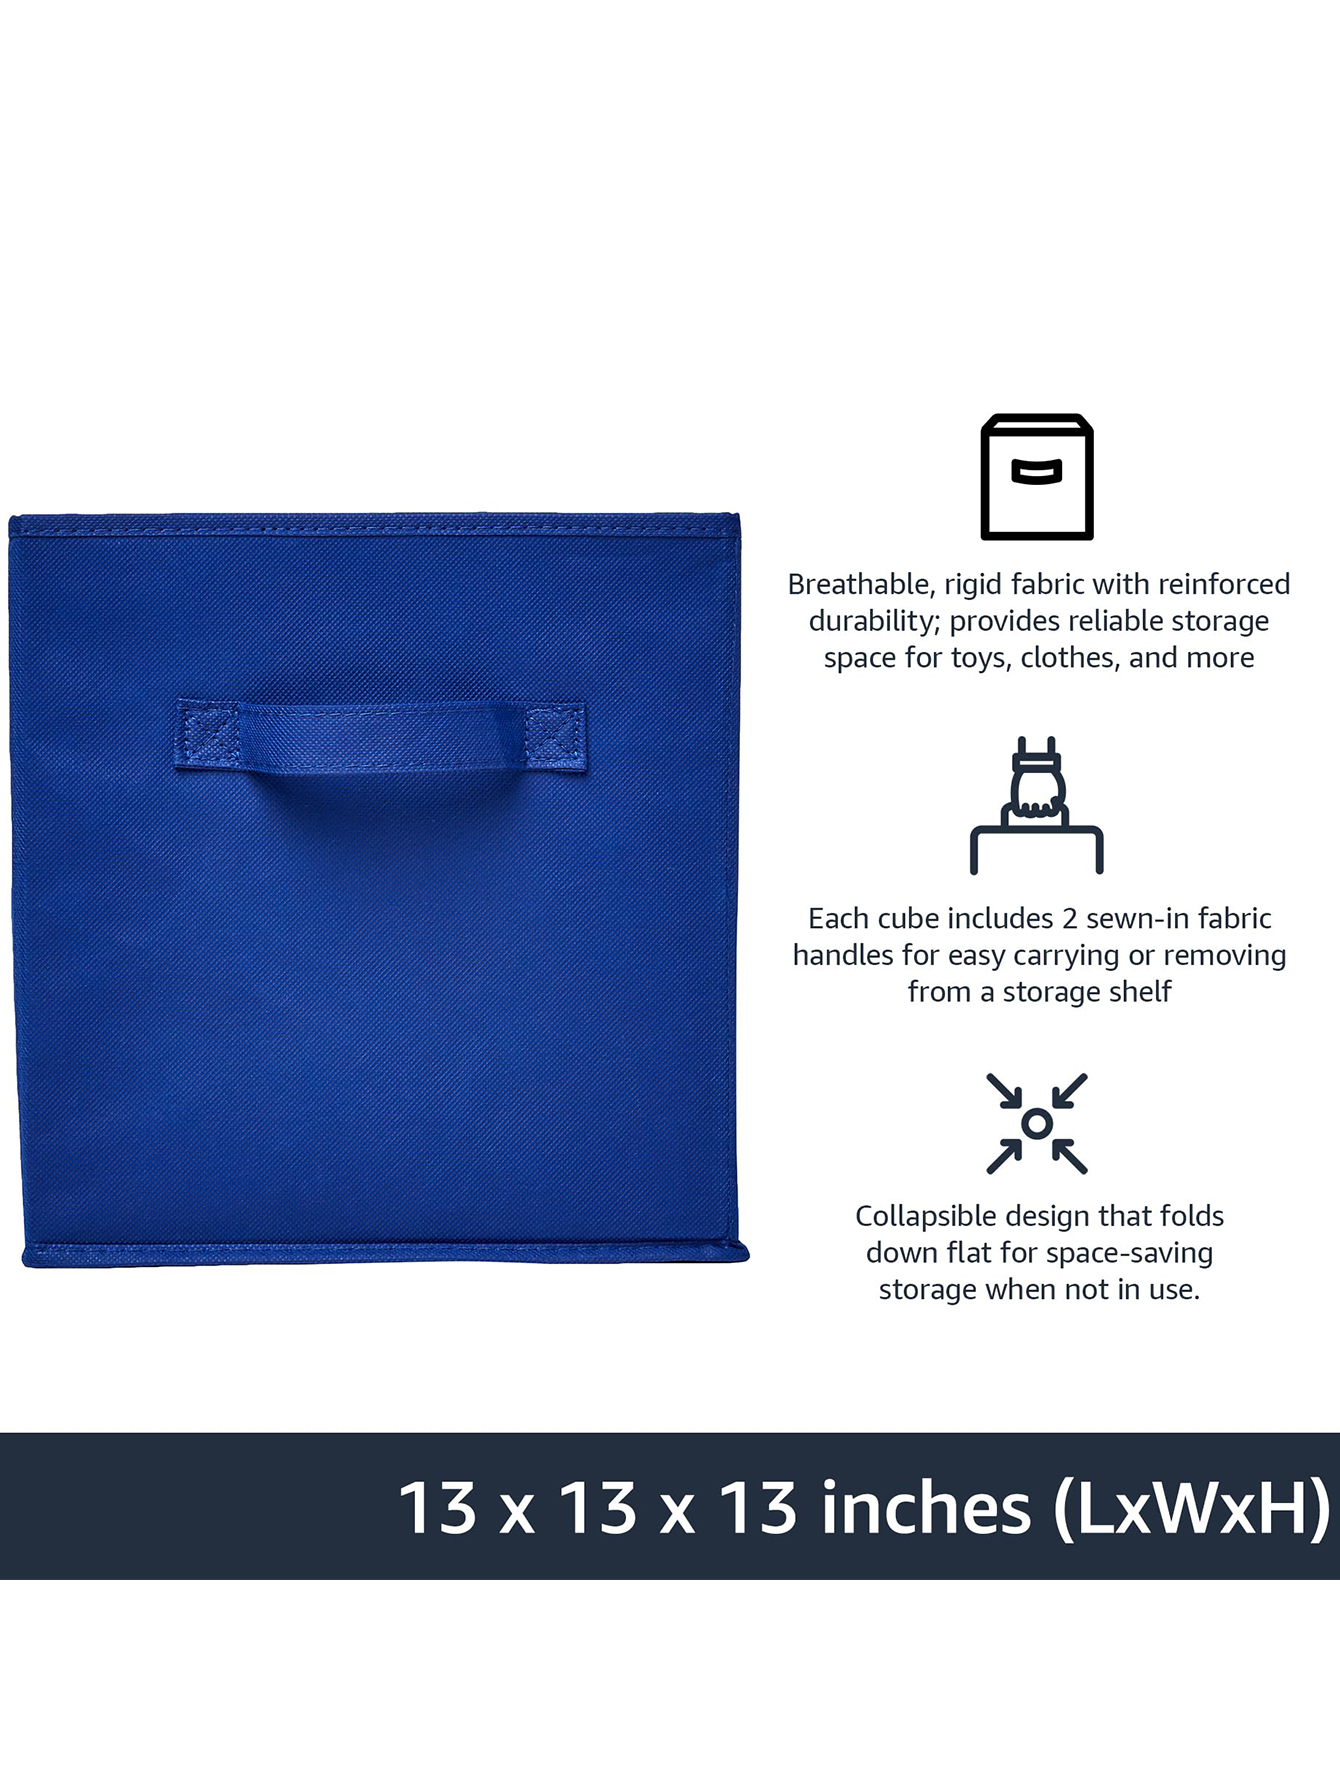 Breathable, rigid fabric with reinforced
durability; provides reliable storage
space for toys, clothes, and more
Each cube includes 2 sewn-in fabric
handles for easy carrying or removing
from a storage shelf
Collapsible design that folds
down flat for space-saving
storage when not in use.
13 x 13 x 13 inches (LxWxH)